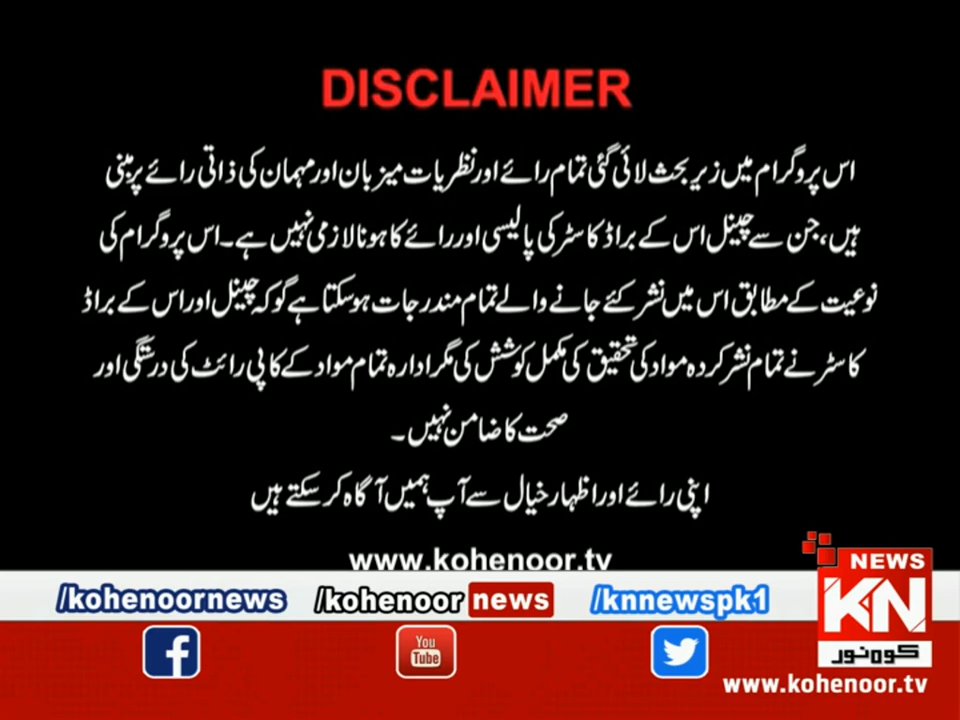 DISCLAIMER
اس پروگرام میں زیر بحث لائی گئی تمام رائے اور نظریات میزبان اور مہمان کی ذاتی رائے پر مبنی
ہیں، جن سے چینل اس کے براڈ کاسٹر کی پالیسی اور رائے کا ہونا لازمی نہیں ہے۔ اس پروگرام کی
نوعیت کے مطابق اس میں نشر کئے جانے والے تمام مندرجات ہو سکتا ہے گو کہ چینل اور اس کے براڈ
کاسٹر نے تمام نشر کردہ مواد کی تحقیق کی مکمل کوشش کی مگر ادارہ تمام مواد کے کاپی رائٹ کی درستگی اور
صحت کا ضامن نہیں۔
اپنی رائے اور اظہار خیال سے آپ ہمیں آگاہ کر سکتے ہیں
www.kohenoor.tv
/kohenoornews
/kohenoor news
/knnewspk1
f
You Tube
NEWS
KN
کوہ نور
www.kohenoor.tv